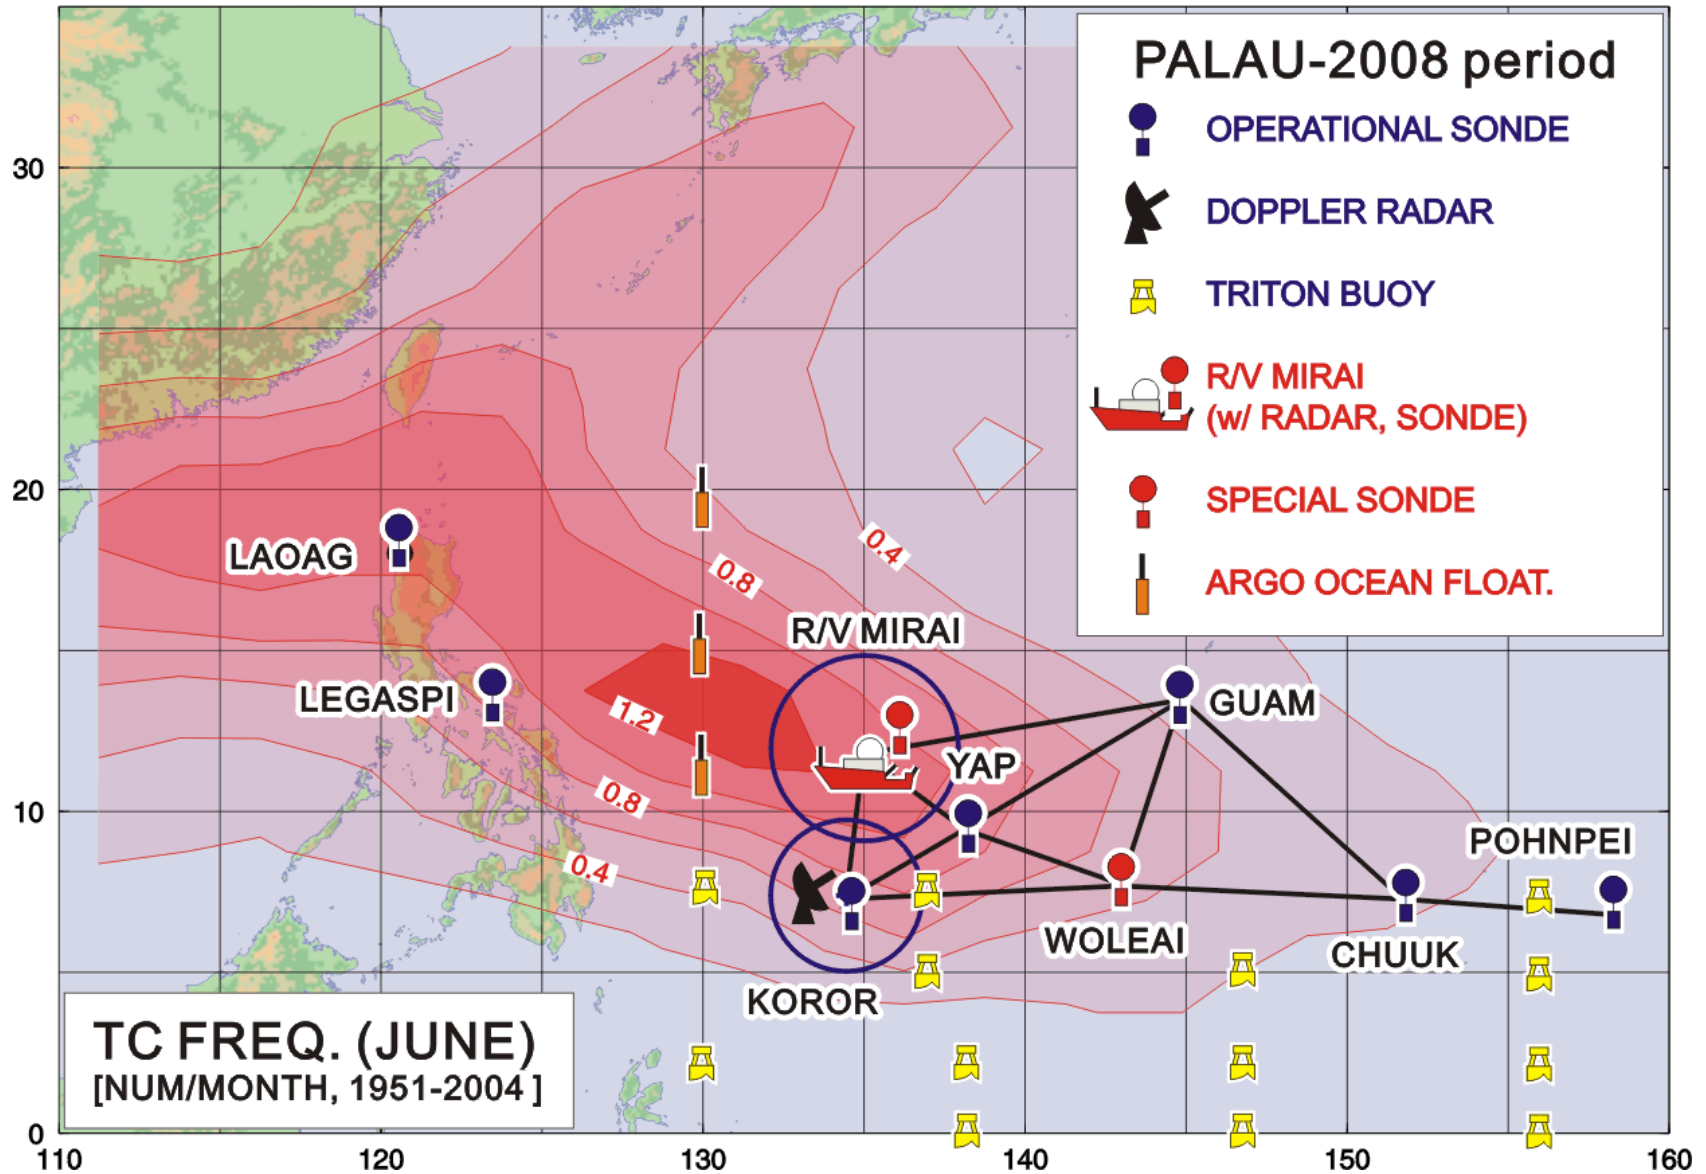 PALAU-2008 period
OPERATIONAL SONDE
DOPPLER RADAR
TRITON BUOY
R/V MIRAI
(w/ RADAR, SONDE)
SPECIAL SONDE
ARGO OCEAN FLOAT.
30
20
10
0
LAOAG
LEGASPI
R/V MIRAI
YAP
GUAM
POHNPEI
WOLEAI
CHUUK
KOROR
0.4
0.8
1.2
0.8
0.4
TC FREQ. (JUNE)
[NUM/MONTH, 1951-2004 ]
110
120
130
140
150
160